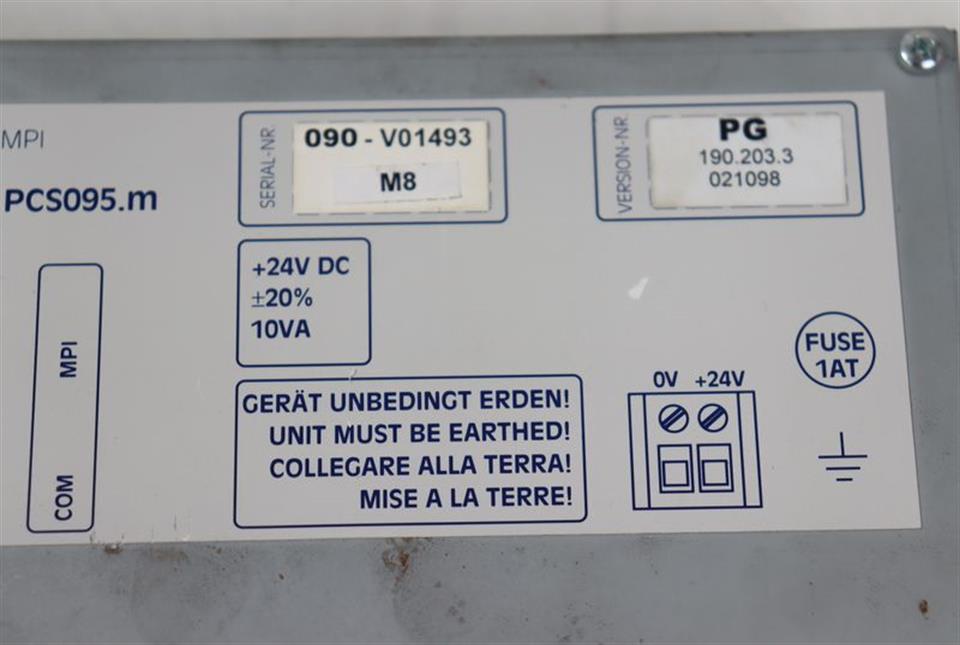 MPI
PCS095.m
SERIAL-NR.
090 - V01493
M8
VERSION-NR.
PG
190.203.3
021098
+24V DC
±20%
10VA
MPI
COM
GERÄT UNBEDINGT ERDEN!
UNIT MUST BE EARTHED!
COLLEGARE ALLA TERRA!
MISE A LA TERRE!
0V +24V
FUSE
1AT